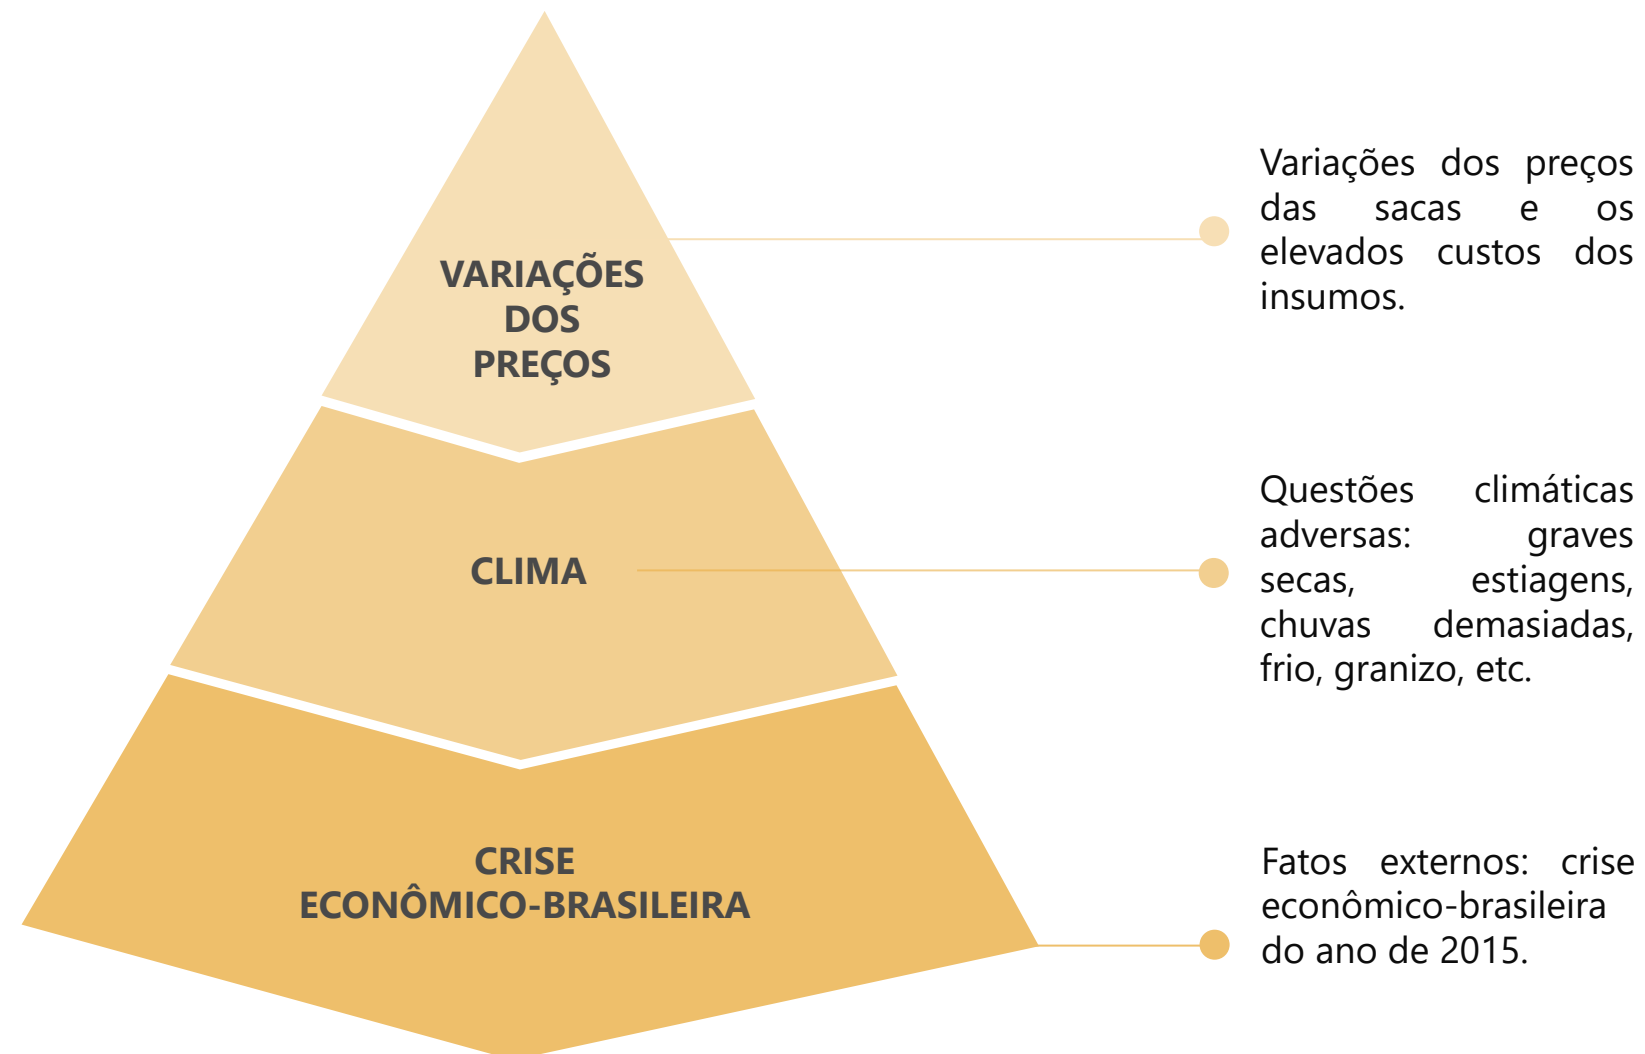 VARIAÇÕES
DOS
PREÇOS
Variações dos preços
das sacas e os
elevados custos dos
insumos.
CLIMA
Questões climáticas
adversas: graves
secas, estiagens,
chuvas demasiadas,
frio, granizo, etc.
CRISE
ECONÔMICO-BRASILEIRA
Fatos externos: crise
econômico-brasileira
do ano de 2015.